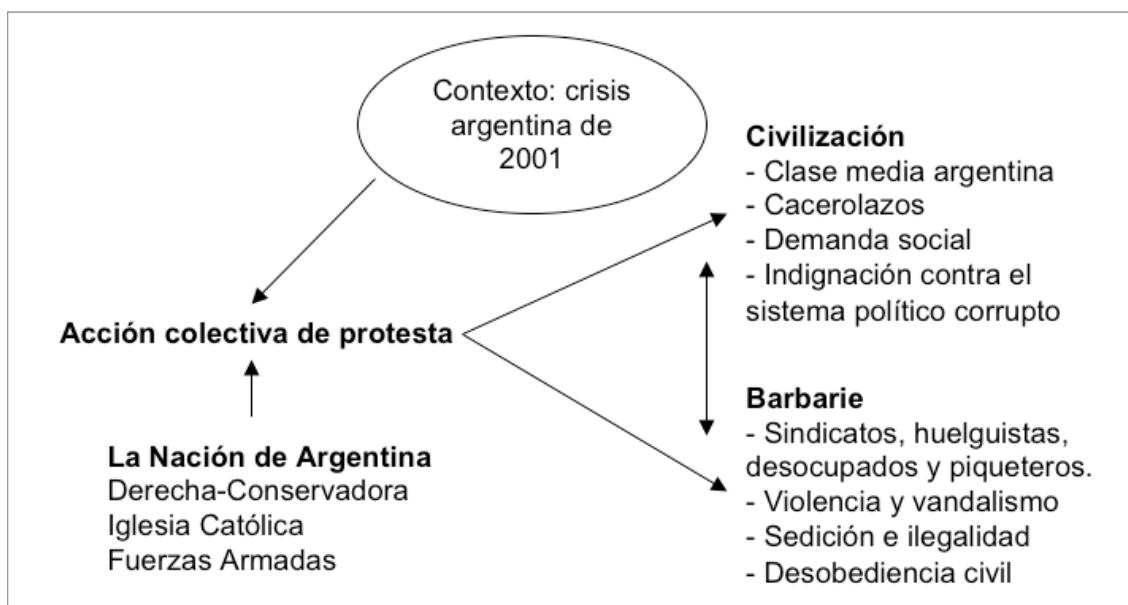 Contexto: crisis
argentina de
2001
Civilización
- Clase media argentina
- Cacerolazos
- Demanda social
- Indignación contra el
sistema político corrupto
Acción colectiva de protesta
La Nación de Argentina
Derecha-Conservadora
Iglesia Católica
Fuerzas Armadas
Barbarie
- Sindicatos, huelguistas,
desocupados y piqueteros.
- Violencia y vandalismo
- Sedición e ilegalidad
- Desobediencia civil